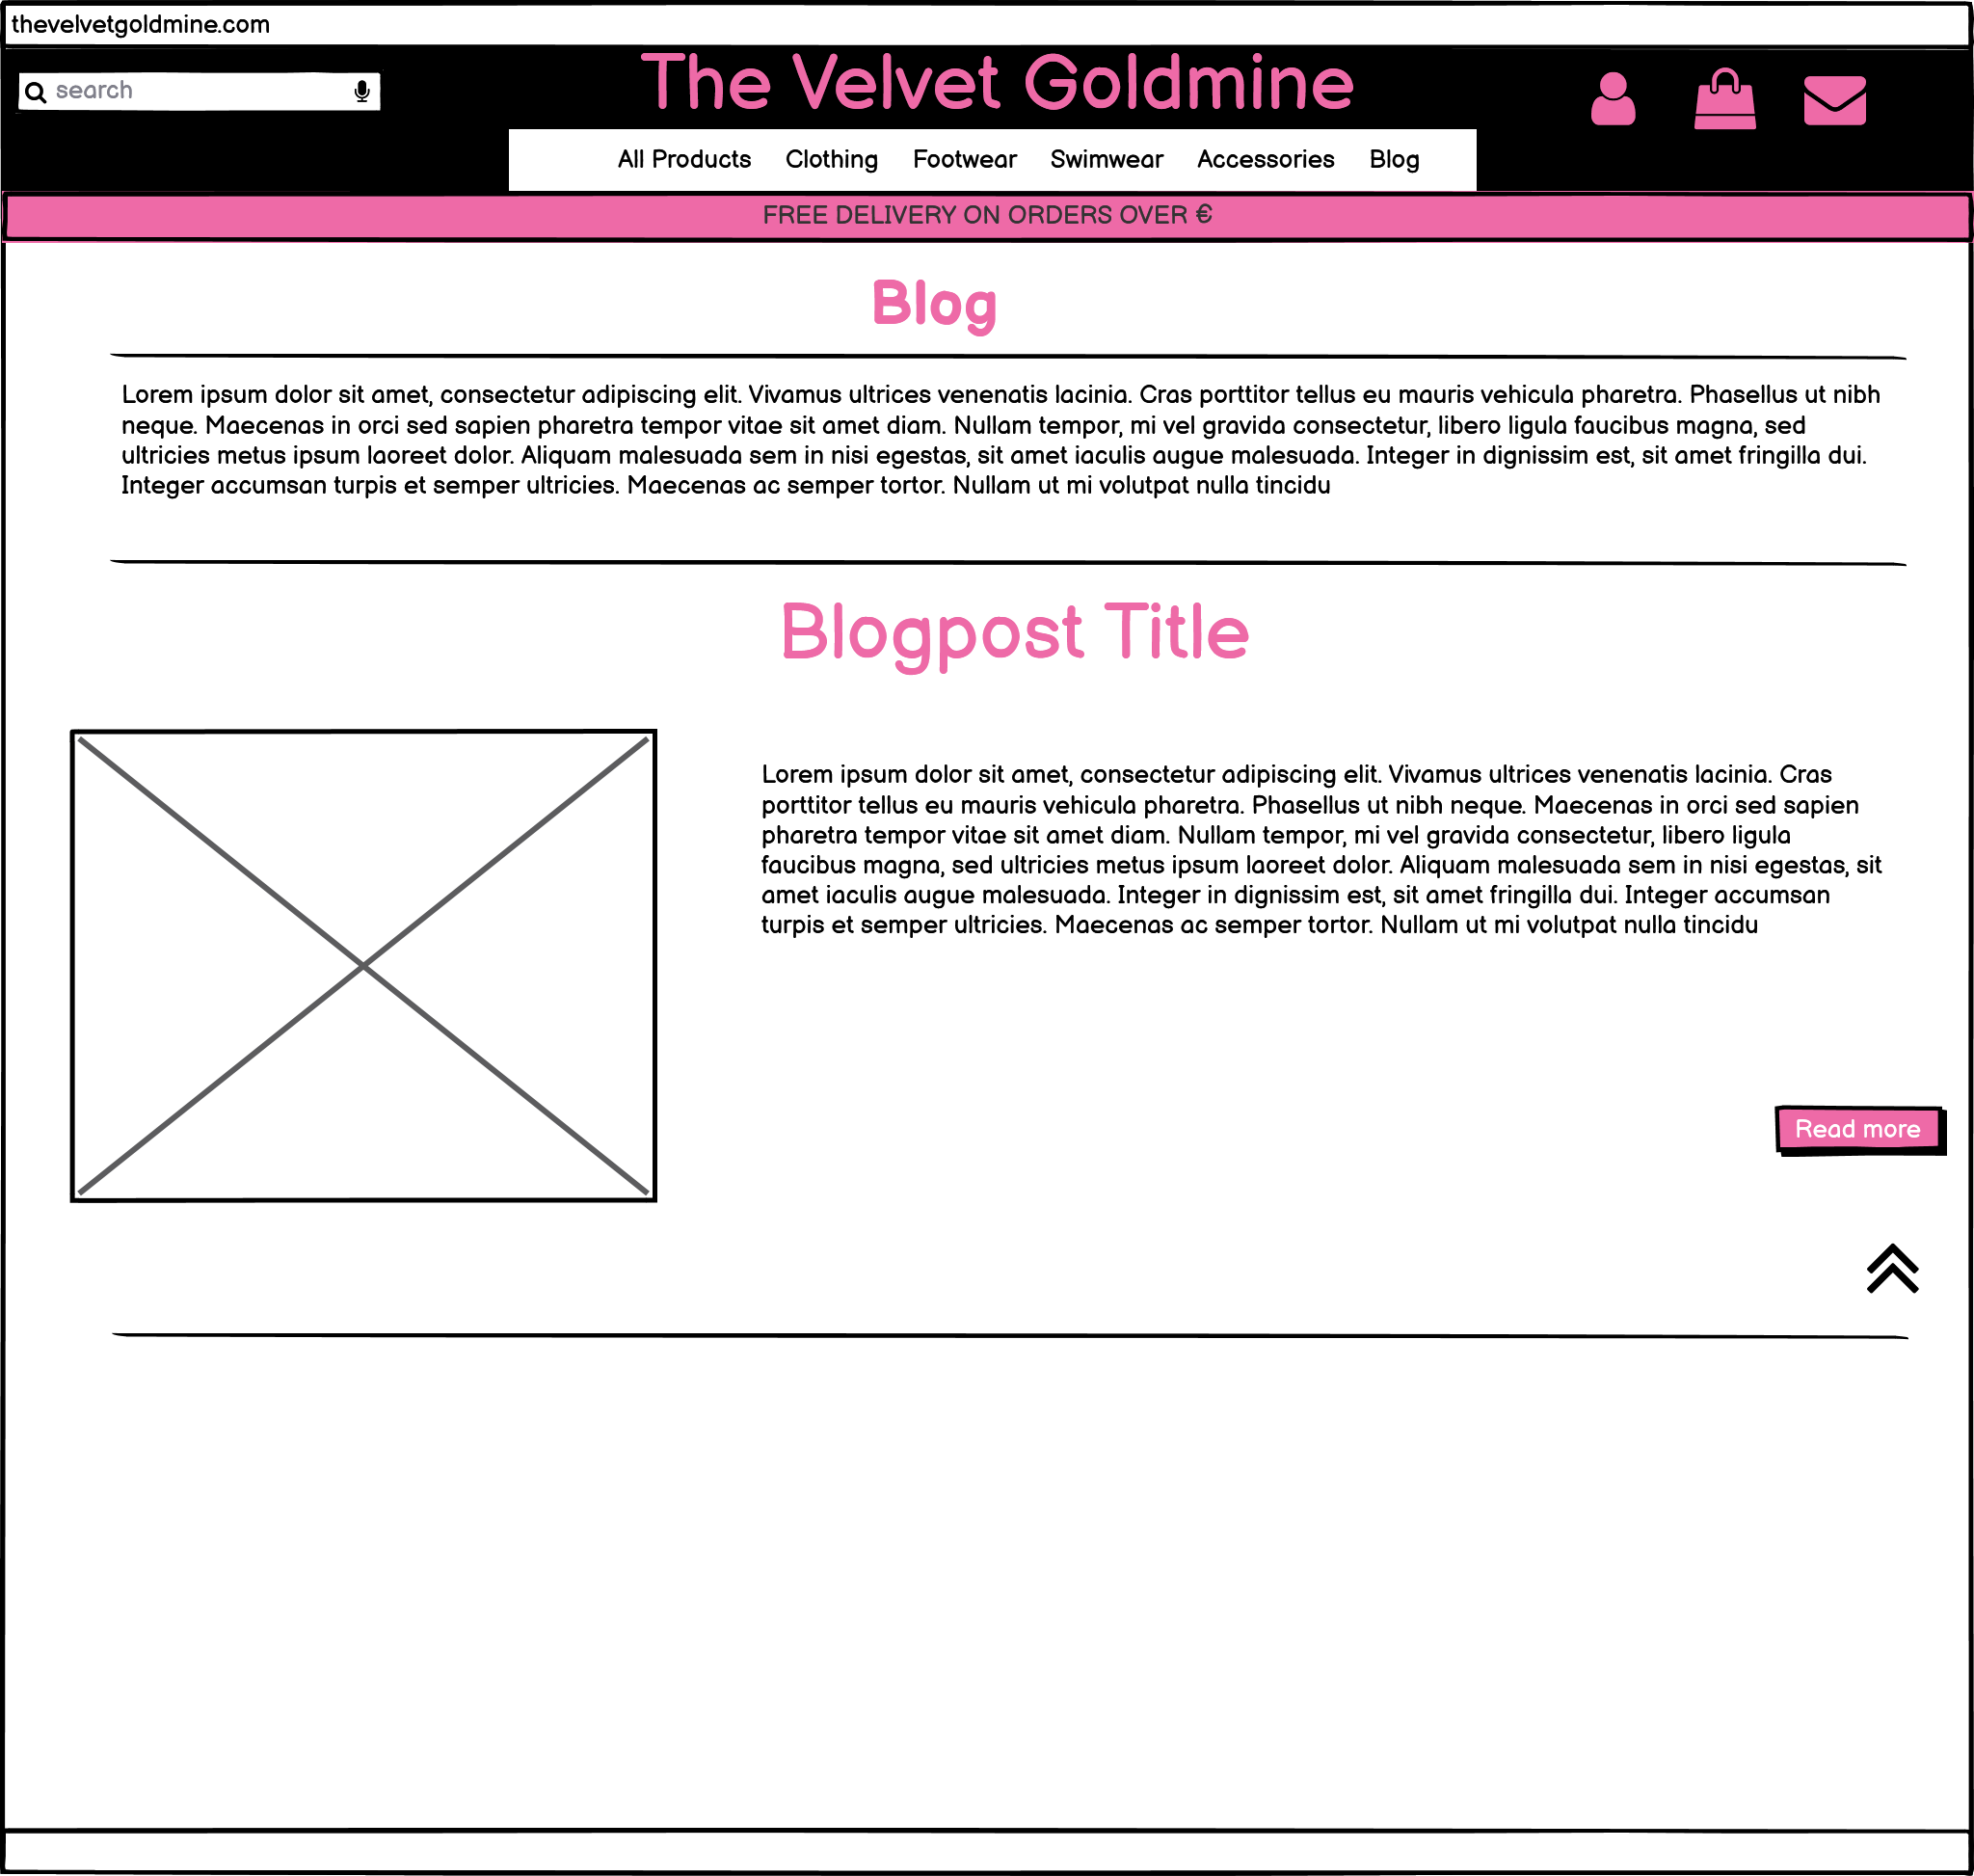 thevelvetgoldmine.com
The Velvet Goldmine
search
All Products Clothing Footwear Swimwear Accessories Blog
FREE DELIVERY ON ORDERS OVER €
Blog
Lorem ipsum dolor sit amet, consectetur adipiscing elit. Vivamus ultrices venenatis lacinia. Cras porttitor tellus eu mauris vehicula pharetra. Phasellus ut nibh
neque. Maecenas in orci sed sapien pharetra tempor vitae sit amet diam. Nullam tempor, mi vel gravida consectetur, libero ligula faucibus magna, sed
ultricies metus ipsum laoreet dolor. Aliquam malesuada sem in nisi egestas, sit amet iaculis augue malesuada. Integer in dignissim est, sit amet fringilla dui.
Integer accumsan turpis et semper ultricies. Maecenas ac semper tortor. Nullam ut mi volutpat nulla tincidu
Blogpost Title
Lorem ipsum dolor sit amet, consectetur adipiscing elit. Vivamus ultrices venenatis lacinia. Cras
porttitor tellus eu mauris vehicula pharetra. Phasellus ut nibh neque. Maecenas in orci sed sapien
pharetra tempor vitae sit amet diam. Nullam tempor, mi vel gravida consectetur, libero ligula
faucibus magna, sed ultricies metus ipsum laoreet dolor. Aliquam malesuada sem in nisi egestas, sit
amet iaculis augue malesuada. Integer in dignissim est, sit amet fringilla dui. Integer accumsan
turpis et semper ultricies. Maecenas ac semper tortor. Nullam ut mi volutpat nulla tincidu
Read more